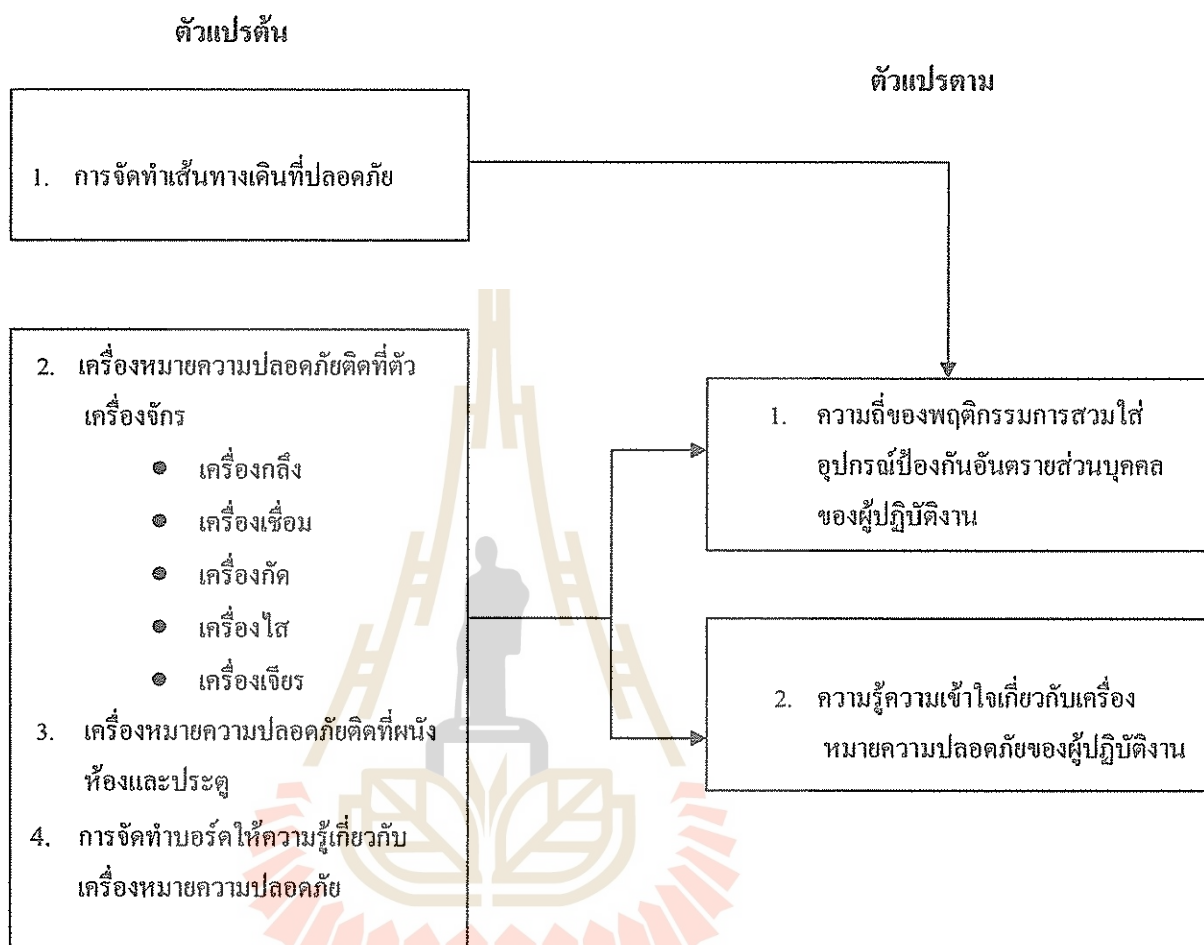 ตัวแปรต้น
ตัวแปรตาม
1. การจัดทำเส้นทางเดินที่ปลอดภัย
2. เครื่องหมายความปลอดภัยติดที่ตัว
เครื่องจักร
● เครื่องกลึง
● เครื่องเชื่อม
● เครื่องกัด
● เครื่องไส
● เครื่องเจียร
3. เครื่องหมายความปลอดภัยติดที่ผนัง
ห้องและประตู
4. การจัดทำบอร์ดให้ความรู้เกี่ยวกับ
เครื่องหมายความปลอดภัย
1. ความถี่ของพฤติกรรมการสวมใส่
อุปกรณ์ป้องกันอันตรายส่วนบุคคล
ของผู้ปฏิบัติงาน
2. ความรู้ความเข้าใจเกี่ยวกับเครื่อง
หมายความปลอดภัยของผู้ปฏิบัติงาน